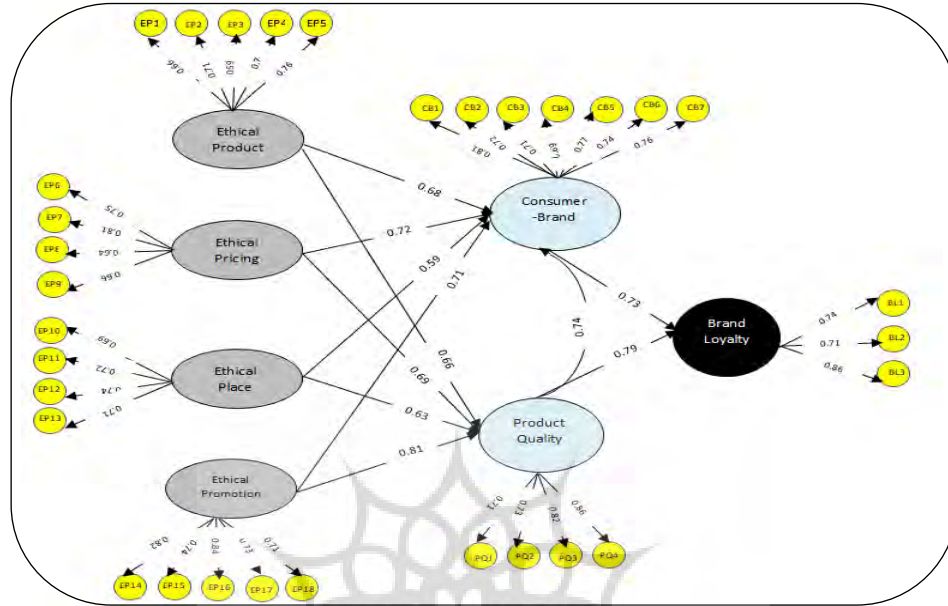 EP1 EP2 EP3 EP4 EP5
0.66 0.71 0.59 0.7 0.76
Ethical
Product
CB1 CB2 CB3 CB4 CB5 CB6 CB7
0.81 0.72 0.71 0.69 0.77 0.74 0.76
Consumer
-Brand
0.68
EP6
EP7
EP8
EP9
0.75
0.81
0.64
0.66
Ethical
Pricing
0.72
0.59
0.71
0.73
0.74
Brand
Loyalty
0.74
0.71
0.86
BL1
BL2
BL3
EP10
EP11
EP12
EP13
0.69
0.72
0.74
0.71
Ethical
Place
0.66
0.69
0.63
0.79
Product
Quality
0.81
Ethical
Promotion
0.82 0.74 0.84 0.73 0.71
EP14 EP15 EP16 EP17 EP18
0.73 0.82 0.86
PQ1 PQ2 PQ3 PQ4